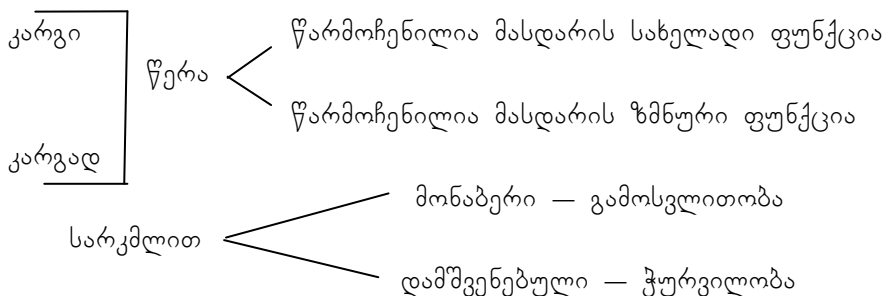 კარგი
წარმოჩენილია მასდარის სახელადი ფუნქცია
წერა
წარმოჩენილია მასდარის ზმნური ფუნქცია
კარგად
მონაბერი — გამოსვლითობა
სარკმლით
დამშვენებული — ჭურვილობა